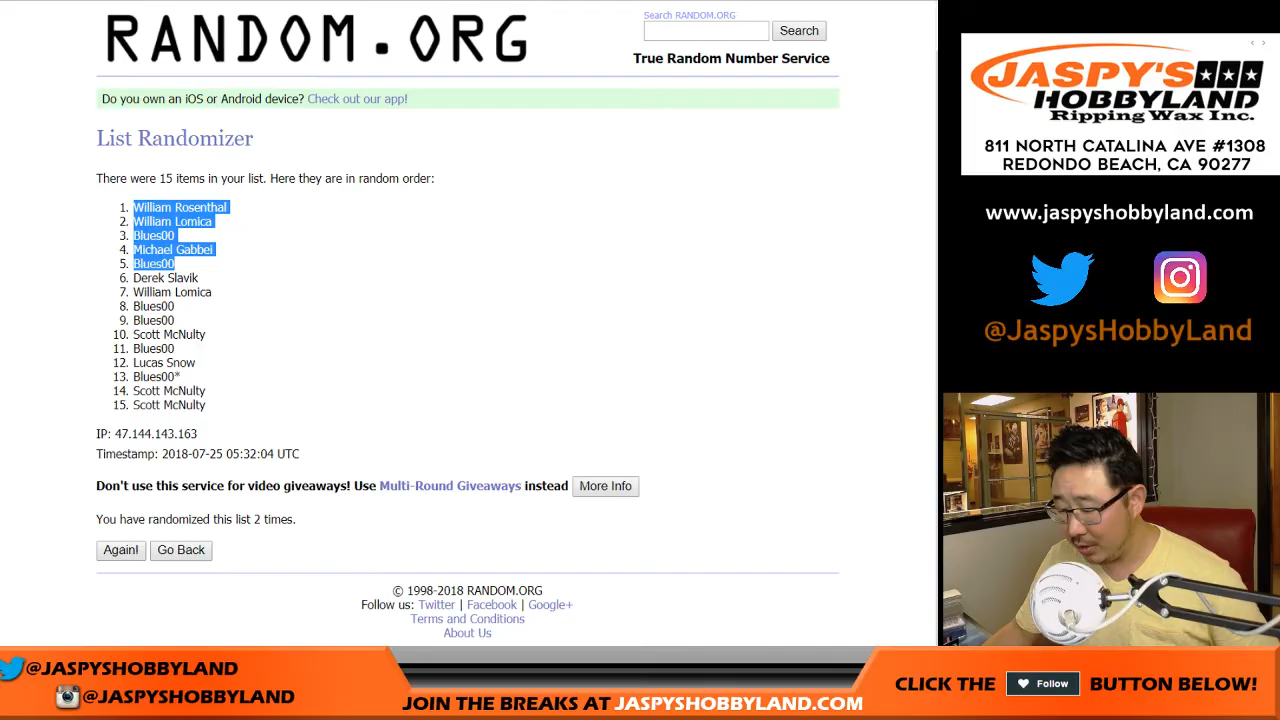 RANDOM.ORG
Search RANDOM.ORG
Search
True Random Number Service
Do you own an iOS or Android device? Check out our app!
List Randomizer
There were 15 items in your list. Here they are in random order:
1. William Rosenthal
2. William Lomica
3. Blues00
4. Michael Gabbei
5. Blues00
6. Derek Slavik
7. William Lomica
8. Blues00
9. Blues00
10. Scott McNulty
11. Blues00
12. Lucas Snow
13. Blues00*
14. Scott McNulty
15. Scott McNulty
IP: 47.144.143.163
Timestamp: 2018-07-25 05:32:04 UTC
Don't use this service for video giveaways! Use Multi-Round Giveaways instead More Info
You have randomized this list 2 times.
Again! Go Back
© 1998-2018 RANDOM.ORG
Follow us: Twitter | Facebook | Google+
Terms and Conditions
About Us
JASPY'S
HOBBYLAND
Ripping Wax Inc.
811 NORTH CATALINA AVE #1308
REDONDO BEACH, CA 90277
www.jaspyshobbyland.com
@JaspysHobbyLand
@JASPYSHOBBYLAND
@JASPYSHOBBYLAND
JOIN THE BREAKS AT JASPYSHOBBYLAND.COM
CLICK THE Follow BUTTON BELOW!